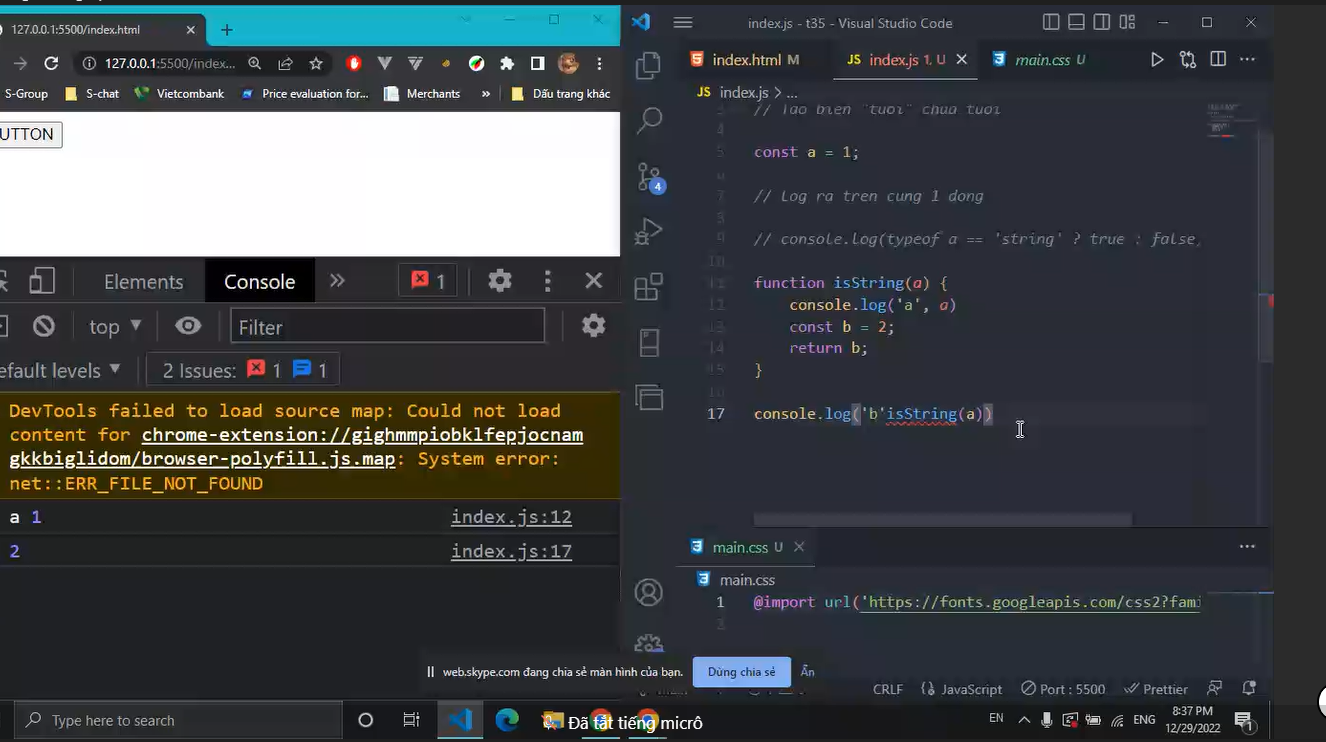 127.0.0.1:5500/index.html
127.0.0.1:5500/index...
S-Group S-chat Vietcombank Price evaluation for... Merchants » Dấu trang khác
UTTON
Elements Console » 1
top Filter
efault levels 2 Issues: 1 1
DevTools failed to load source map: Could not load
content for chrome-extension://gighmmpiobklfepjocnam
gkkbiglidom/browser-polyfill.js.map: System error:
net::ERR_FILE_NOT_FOUND
a 1 index.js:12
2 index.js:17
index.js - t35 - Visual Studio Code
index.html M JS index.js 1, U main.css U
JS index.js > ...
3 // Tao bien "tuoi" chua tuoi
4
5 const a = 1;
6
7 // Log ra tren cung 1 dong
8
9 // console.log(typeof a == 'string' ? true : false,
10
11 function isString(a) {
12 console.log('a', a)
13 const b = 2;
14 return b;
15 }
16
17 console.log('b'isString(a))
4
main.css U
main.css
1 @import url('https://fonts.googleapis.com/css2?fami
2
web.skype.com đang chia sẻ màn hình của bạn. Dừng chia sẻ Ẩn
CRLF JavaScript Port : 5500 Prettier
Type here to search
Đã tắt tiếng micrô
EN ENG 8:37 PM
12/29/2022
1